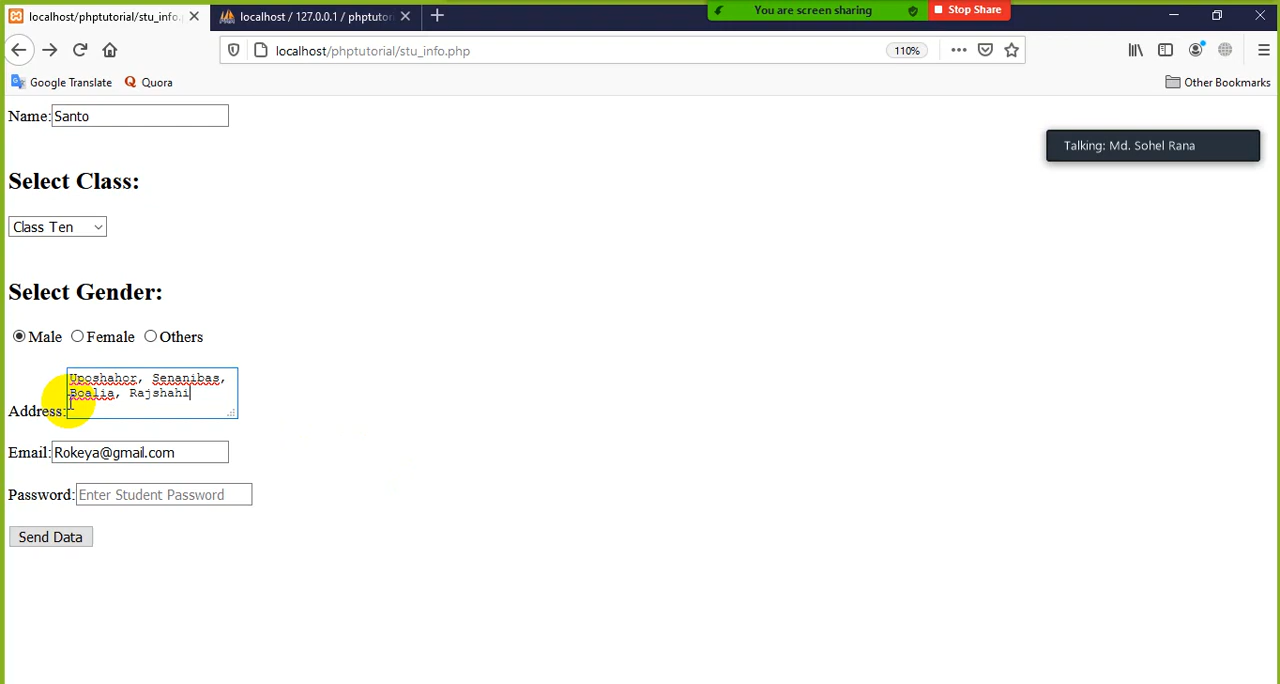 localhost/phptutorial/stu_info.
localhost / 127.0.0.1 / phptutor
You are screen sharing
Stop Share
localhost/phptutorial/stu_info.php
110%
Google Translate
Quora
Other Bookmarks
Name:
Santo
Talking: Md. Sohel Rana
Select Class:
Class Ten
Select Gender:
Male
Female
Others
Address:
Uposhahor, Senanibas,
Boalia, Rajshahi
Email:
Rokeya@gmail.com
Password:
Enter Student Password
Send Data